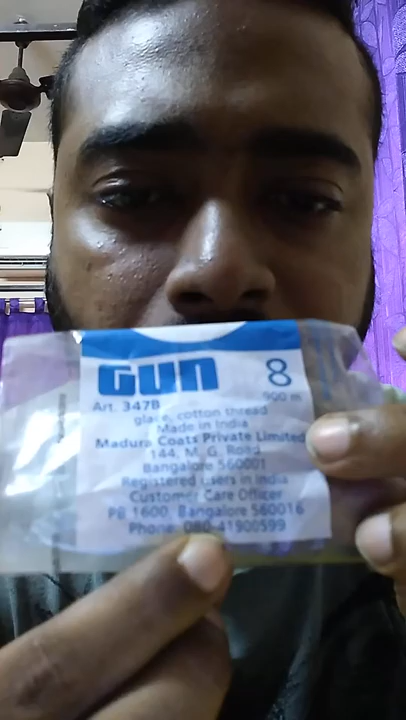 GUN 8
900 m
Art. 3478
glace cotton thread
Made in India
Madura Coats Private Limited
144, M. G. Road
Bangalore 560001
Registered users in India
Customer Care Officer
PB 1600, Bangalore 560016
Phone: 080-41900599